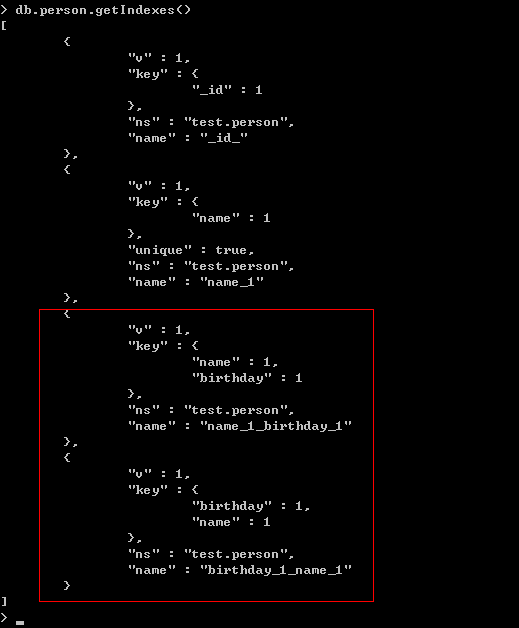 > db.person.getIndexes()
[
        {
                "v" : 1,
                "key" : {
                        "_id" : 1
                },
                "ns" : "test.person",
                "name" : "_id_"
        },
        {
                "v" : 1,
                "key" : {
                        "name" : 1
                },
                "unique" : true,
                "ns" : "test.person",
                "name" : "name_1"
        },
        {
                "v" : 1,
                "key" : {
                        "name" : 1,
                        "birthday" : 1
                },
                "ns" : "test.person",
                "name" : "name_1_birthday_1"
        },
        {
                "v" : 1,
                "key" : {
                        "birthday" : 1,
                        "name" : 1
                },
                "ns" : "test.person",
                "name" : "birthday_1_name_1"
        }
]
> _